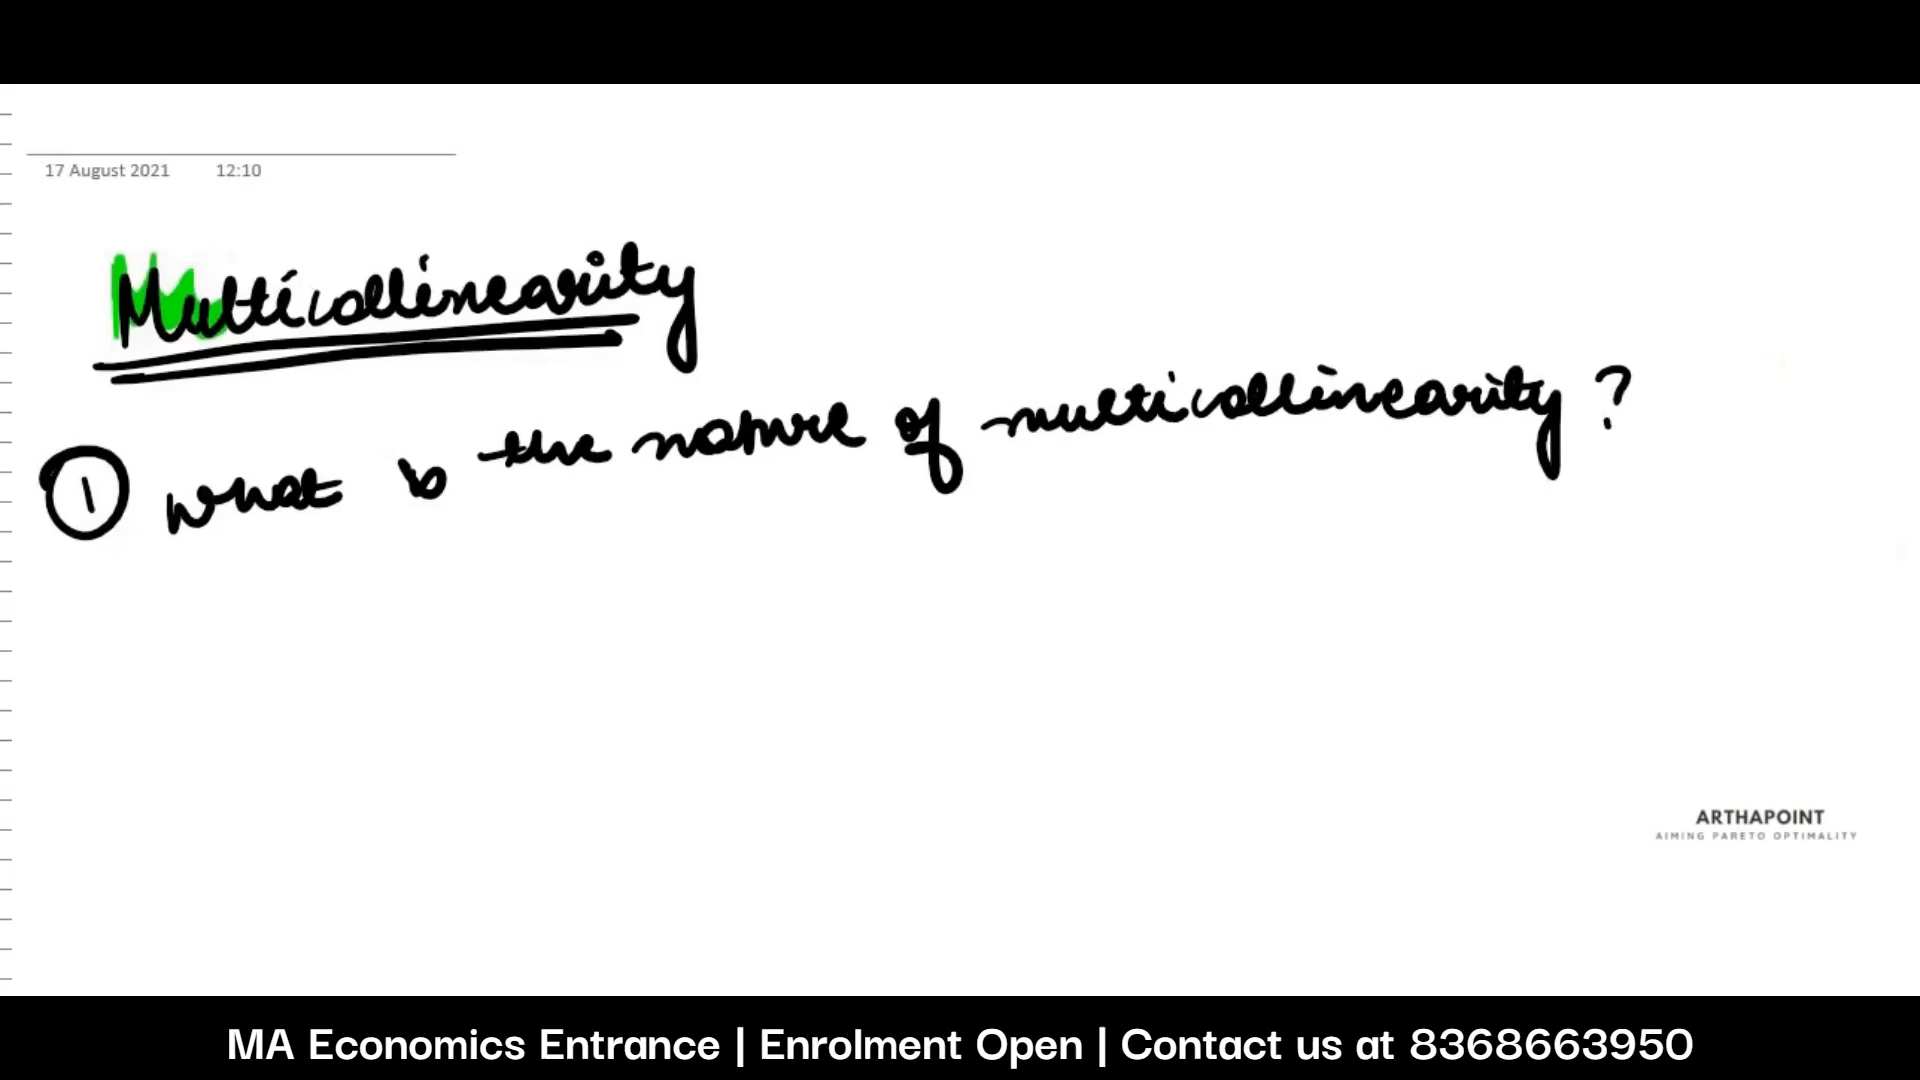 17 August 2021 12:10
Multicollinearity
1 What is the nature of multicollinearity?
ARTHAPOINT
AIMING PARETO OPTIMALITY
MA Economics Entrance | Enrolment Open | Contact us at 8368663950